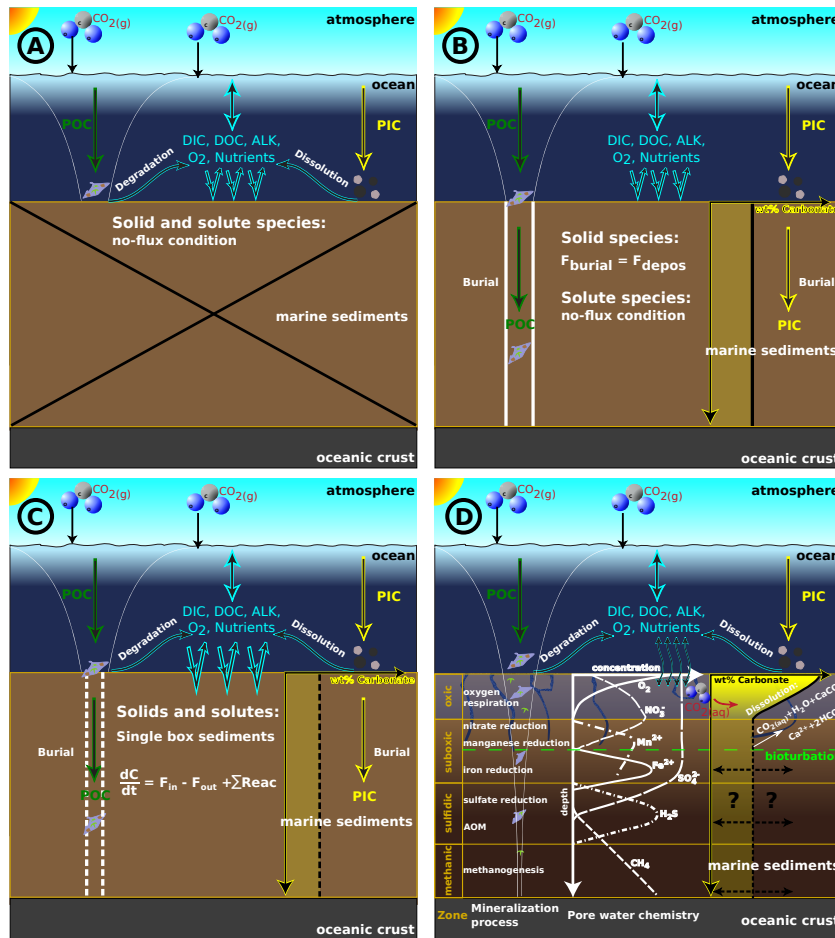 A
CO2(g)
CO2(g)
atmosphere
ocean
POC
PIC
DIC, DOC, ALK,
O2, Nutrients
Degradation
Dissolution
Solid and solute species:
no-flux condition
marine sediments
oceanic crust
B
CO2(g)
CO2(g)
atmosphere
ocean
POC
PIC
DIC, DOC, ALK,
O2, Nutrients
wt% Carbonate
Solid species:
Fburial = Fdepos
Burial
Burial
Solute species:
no-flux condition
POC
PIC
marine sediments
oceanic crust
C
CO2(g)
CO2(g)
atmosphere
ocean
POC
PIC
DIC, DOC, ALK,
O2, Nutrients
Degradation
Dissolution
wt% Carbonate
Solids and solutes:
Single box sediments
Burial
Burial
dC/dt = Fin - Fout +∑Reac
POC
PIC
marine sediments
oceanic crust
D
CO2(g)
CO2(g)
atmosphere
ocean
POC
PIC
DIC, DOC, ALK,
O2, Nutrients
Degradation
Dissolution
concentration
wt% Carbonate
oxic
oxygen
respiration
O2
NO3-
CO2(aq)
Dissolution:
CO2(aq)+H2O+CaCO
Ca2++2HCO
suboxic
nitrate reduction
manganese reduction
Mn2+
bioturbation
iron reduction
Fe2+
SO42-
sulfidic
sulfate reduction
AOM
depth
H2S
? ?
methanic
methanogenesis
CH4
marine sediments
Zone
Mineralization
process
Pore water chemistry
oceanic crust